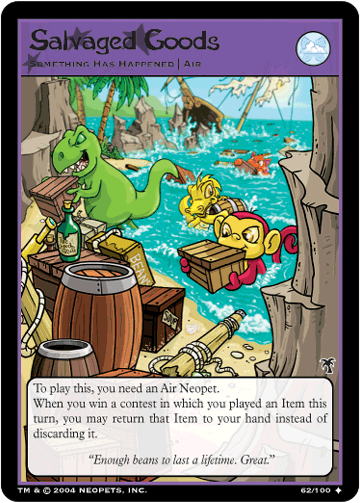 Salvaged Goods
Something Has Happened | Air
BEANS
To play this, you need an Air Neopet.
When you win a contest in which you played an Item this
turn, you may return that Item to your hand instead of
discarding it.
“Enough beans to last a lifetime. Great.”
TM & © 2004 NEOPETS, INC.
62/100 ♦